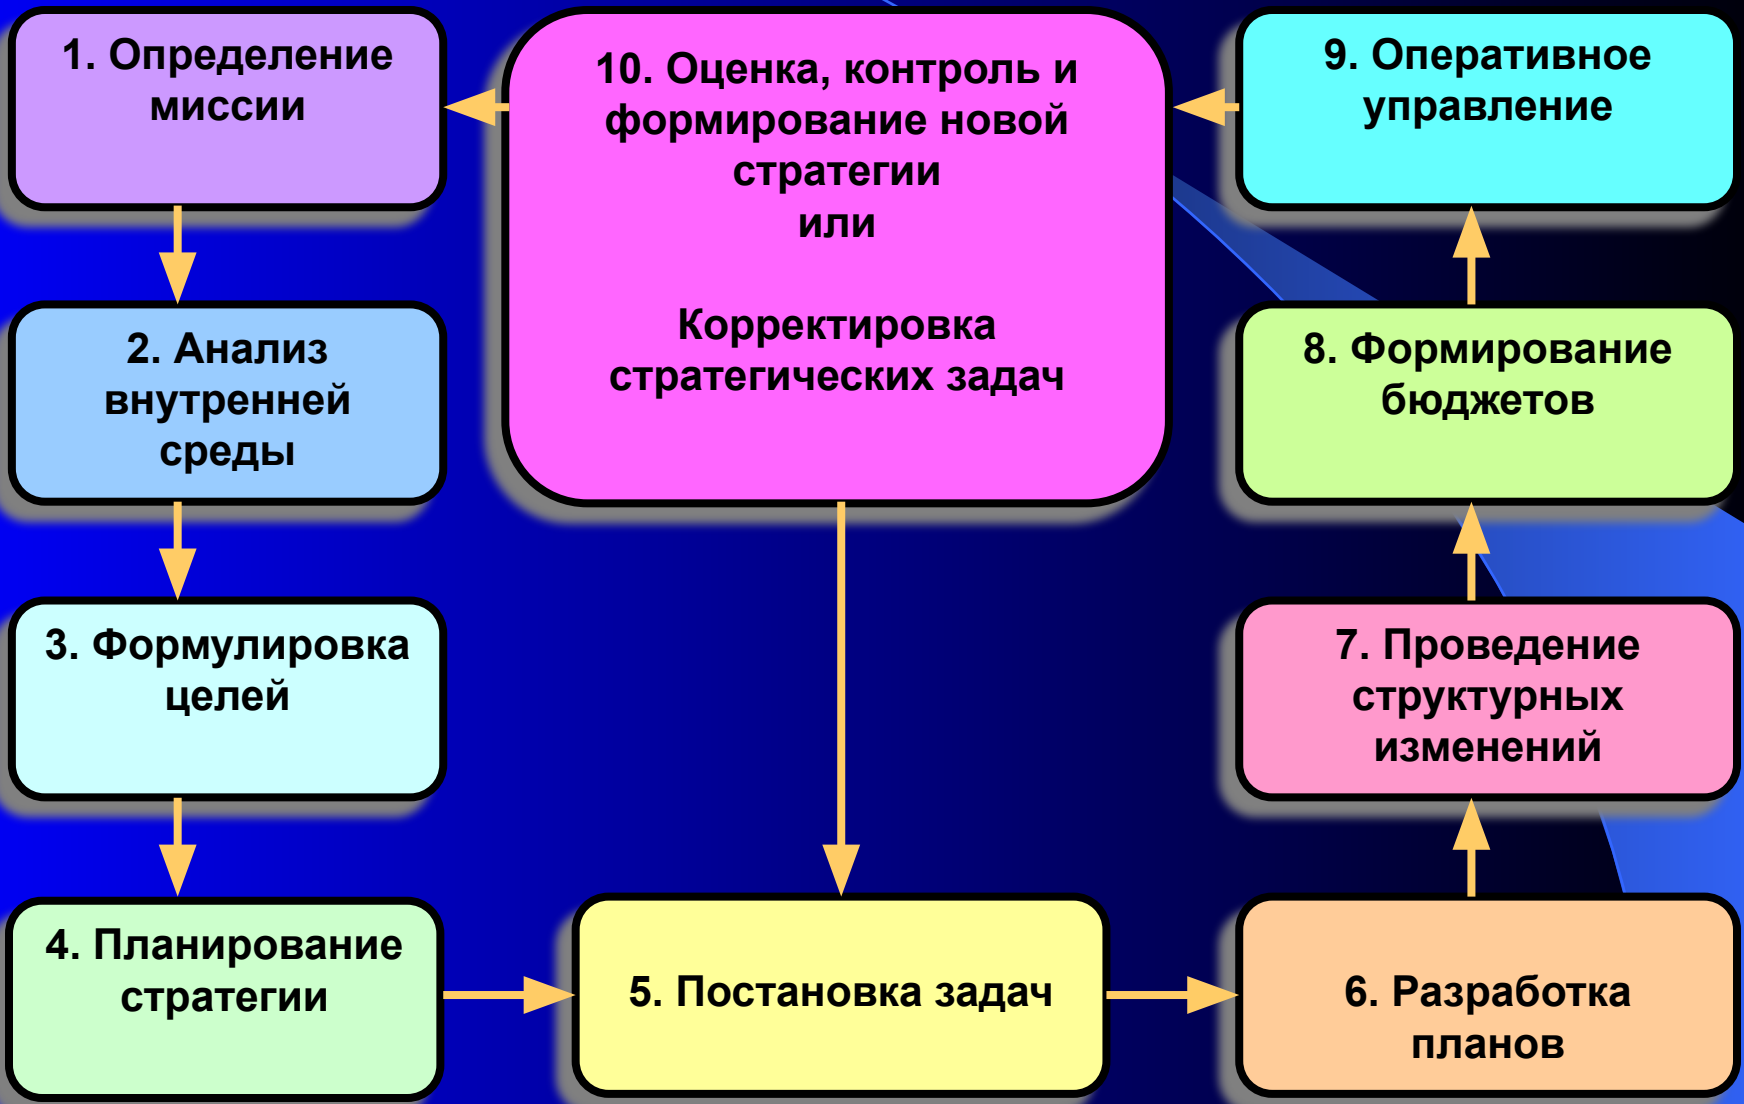 1. Определение
миссии
2. Анализ
внутренней
среды
3. Формулировка
целей
4. Планирование
стратегии
5. Постановка задач
6. Разработка
планов
7. Проведение
структурных
изменений
8. Формирование
бюджетов
9. Оперативное
управление
10. Оценка, контроль и
формирование новой
стратегии
или
Корректировка
стратегических задач